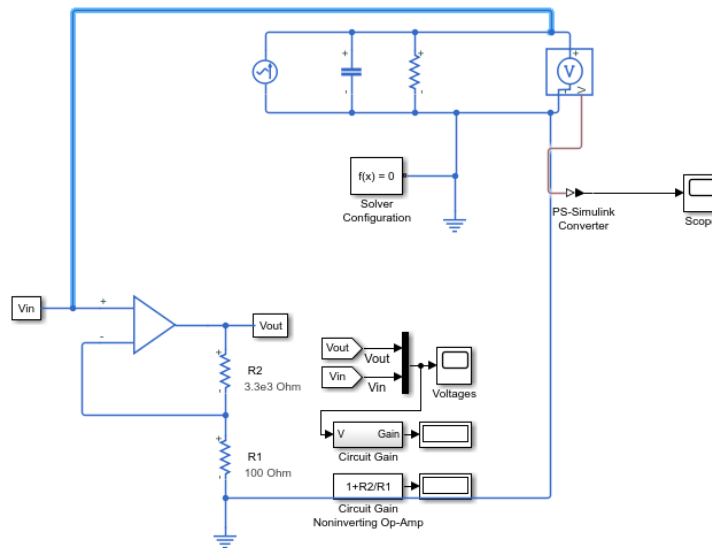 +
+
+
V
V
-
-
f(x) = 0
Solver
Configuration
PS-Simulink
Converter
Scope
Vin
+
-
Vout
+
R2
3.3e3 Ohm
-
+
R1
100 Ohm
-
Vout
Vout
Vin
Vin
Voltages
V
Gain
Circuit Gain
1+R2/R1
Circuit Gain
Noninverting Op-Amp